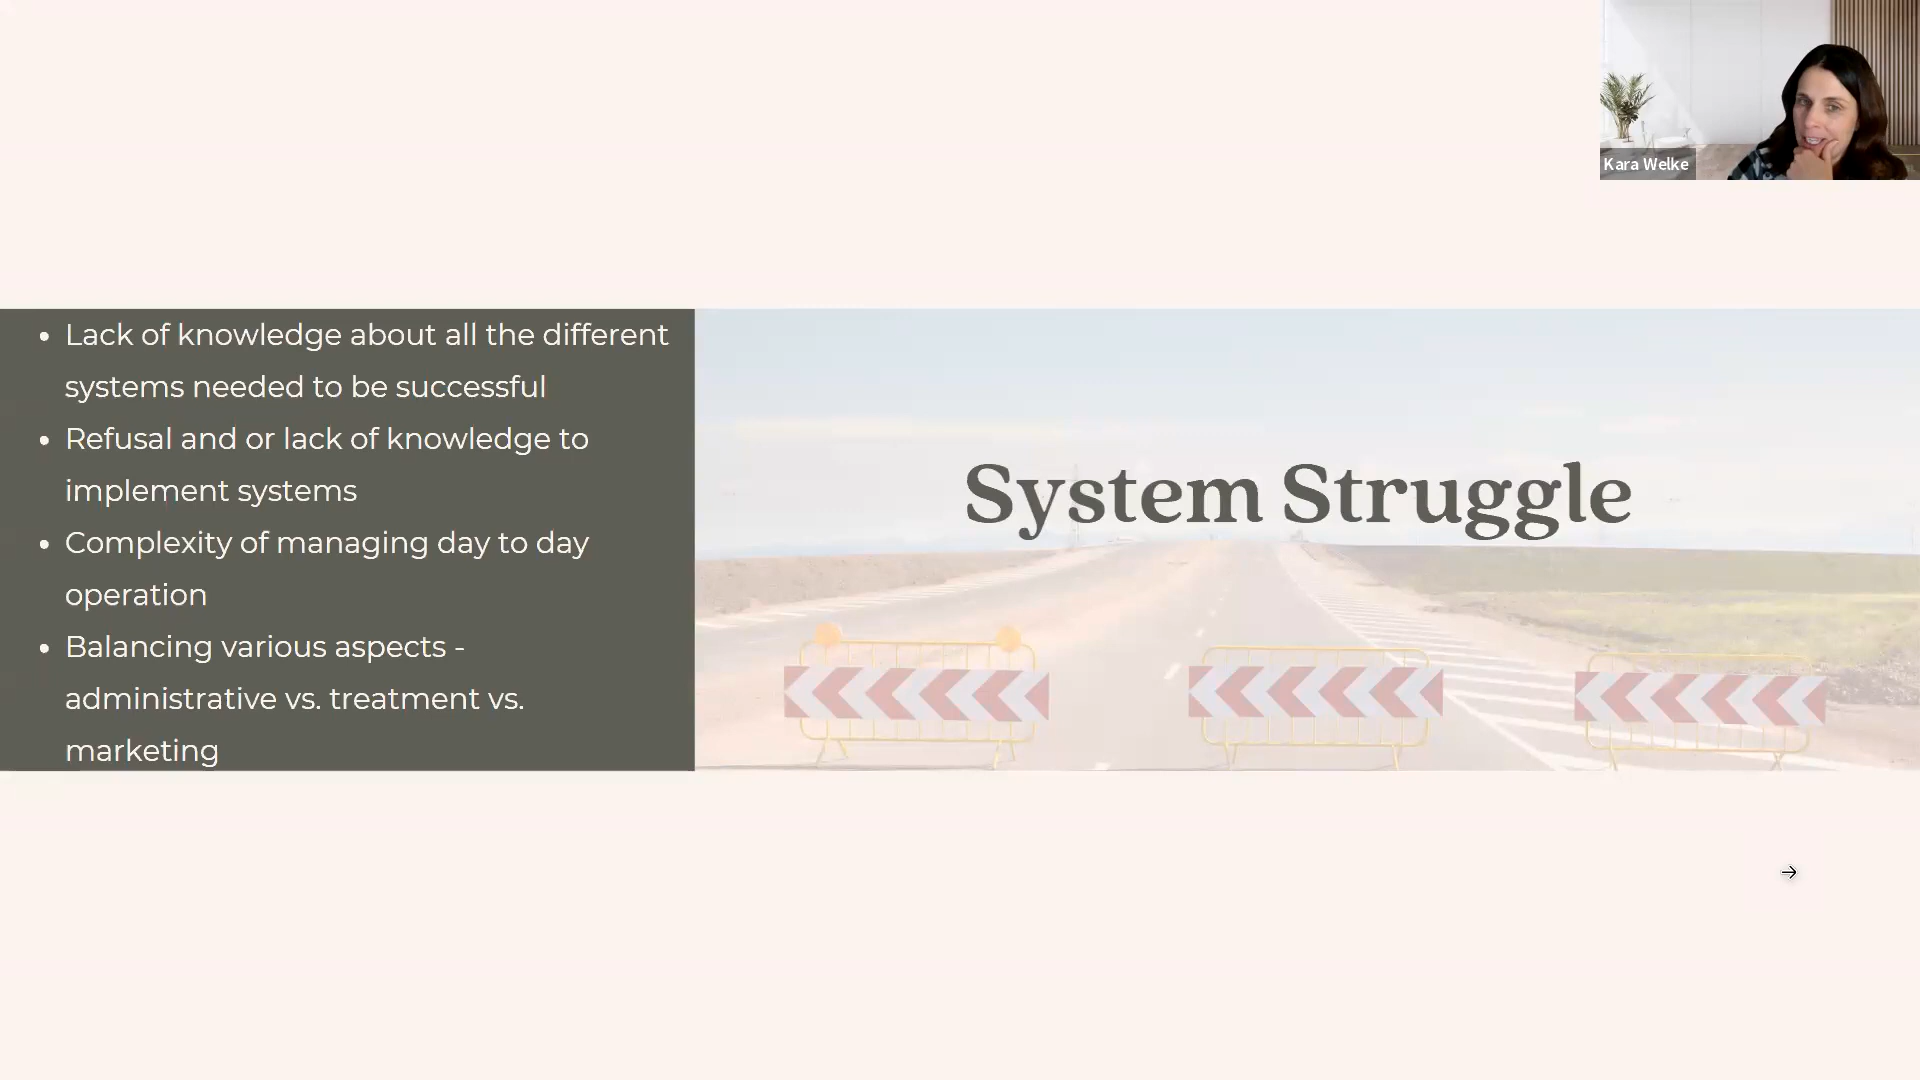 Kara Welke
• Lack of knowledge about all the different
systems needed to be successful
• Refusal and or lack of knowledge to
implement systems
• Complexity of managing day to day
operation
• Balancing various aspects -
administrative vs. treatment vs.
marketing
System Struggle